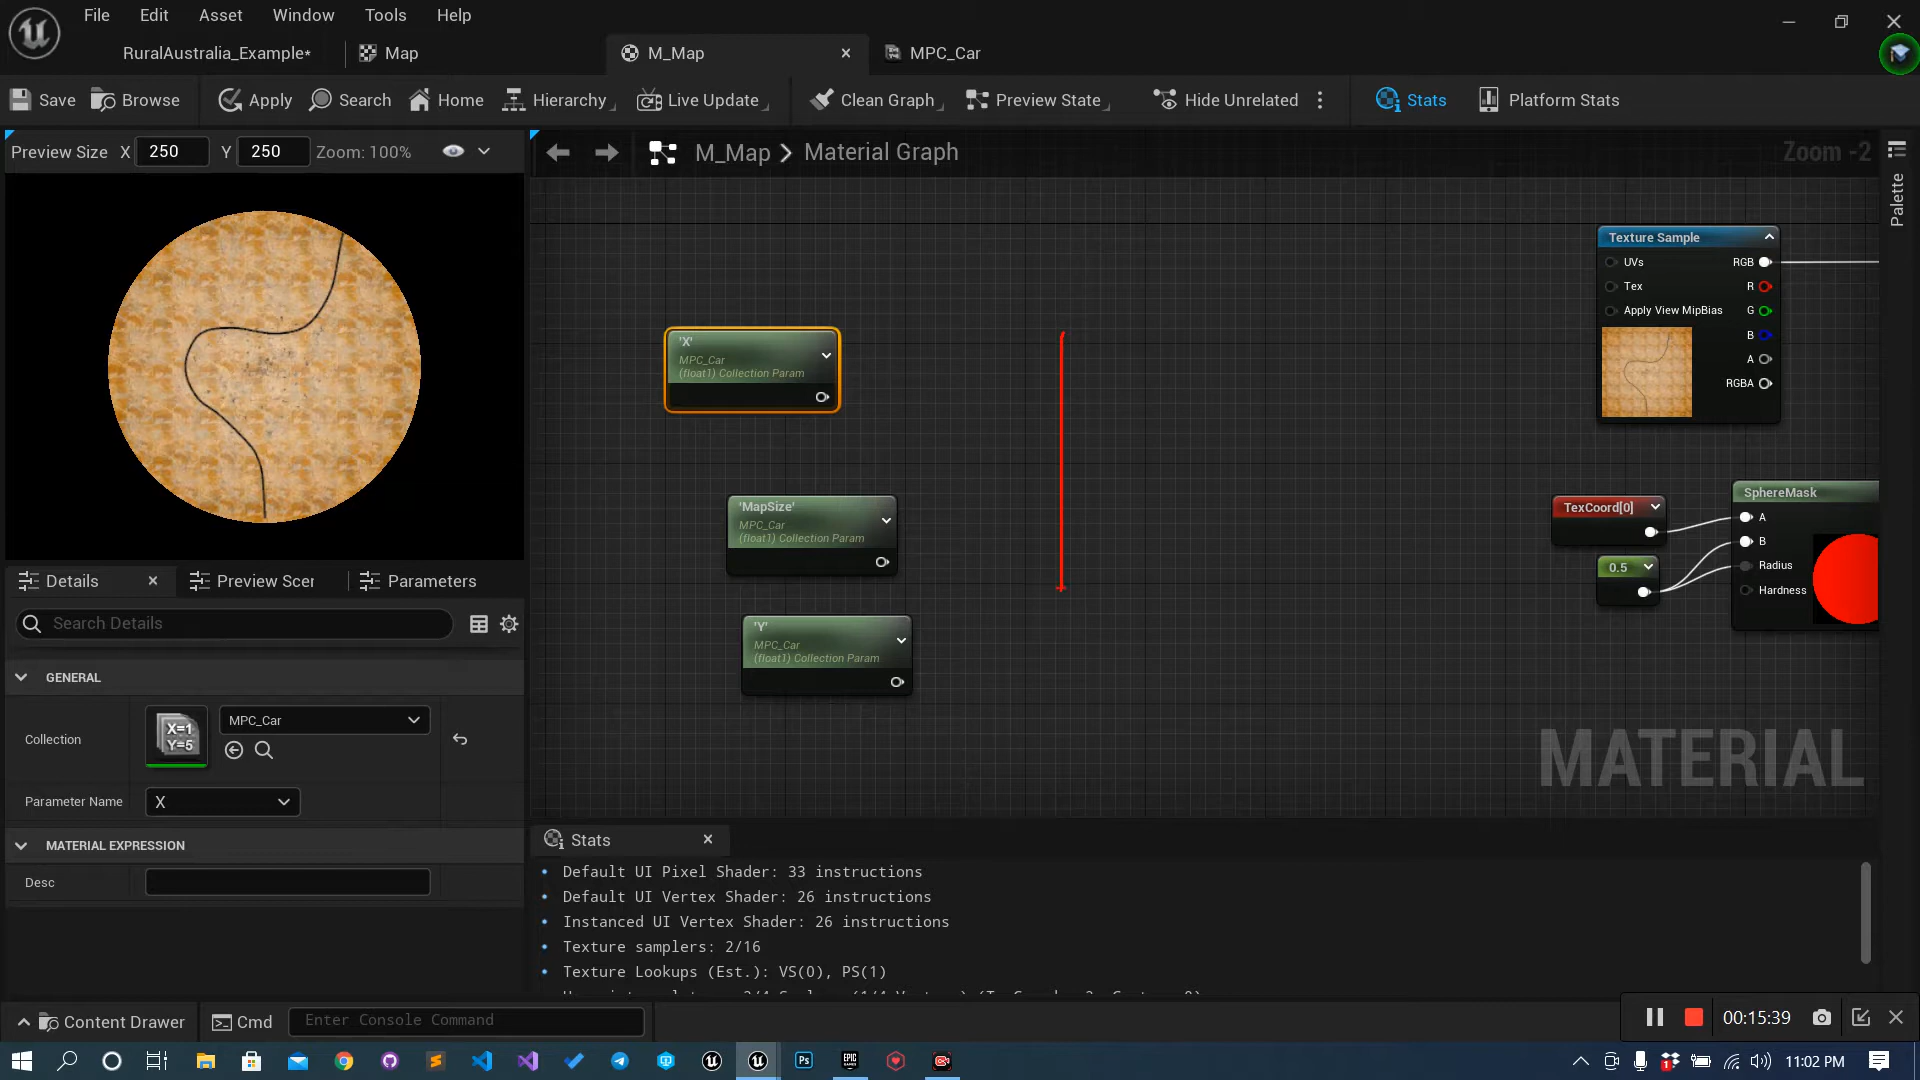 File Edit Asset Window Tools Help
RuralAustralia_Example* Map M_Map MPC_Car
Save Browse Apply Search Home Hierarchy Live Update Clean Graph Preview State Hide Unrelated Stats Platform Stats
Preview Size X 250 Y 250 Zoom: 100%
M_Map Material Graph Zoom -2
Palette
'X'
MPC_Car
(float1) Collection Param
'MapSize'
MPC_Car
(float1) Collection Param
'Y'
MPC_Car
(float1) Collection Param
Texture Sample
UVs RGB
Tex R
Apply View MipBias G
B
A
RGBA
TexCoord[0]
0.5
SphereMask
A
B
Radius
Hardness
MATERIAL
Details Preview Scer Parameters
Search Details
GENERAL
Collection X=1 Y=5 MPC_Car
Parameter Name X
MATERIAL EXPRESSION
Desc
Stats
Default UI Pixel Shader: 33 instructions
Default UI Vertex Shader: 26 instructions
Instanced UI Vertex Shader: 26 instructions
Texture samplers: 2/16
Texture Lookups (Est.): VS(0), PS(1)
Content Drawer Cmd Enter Console Command
00:15:39
Ps EPIC GAMES 11:02 PM